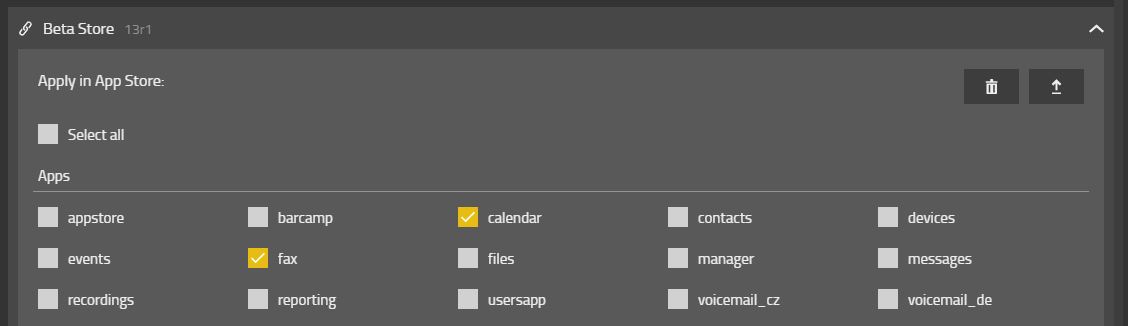 Beta Store 13r1
Apply in App Store:
Select all
Apps
appstore barcamp calendar contacts devices
events fax files manager messages
recordings reporting usersapp voicemail_cz voicemail_de